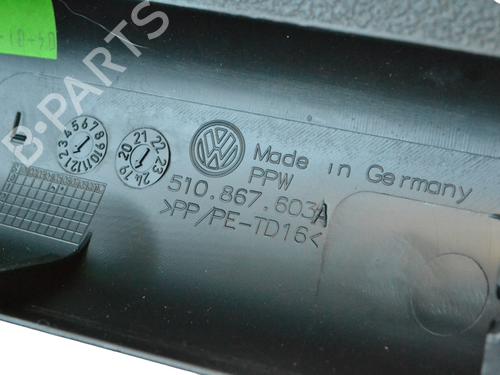 B-PARTS
Made in Germany
PPW
510.867.603A
>PP/PE-TD16<